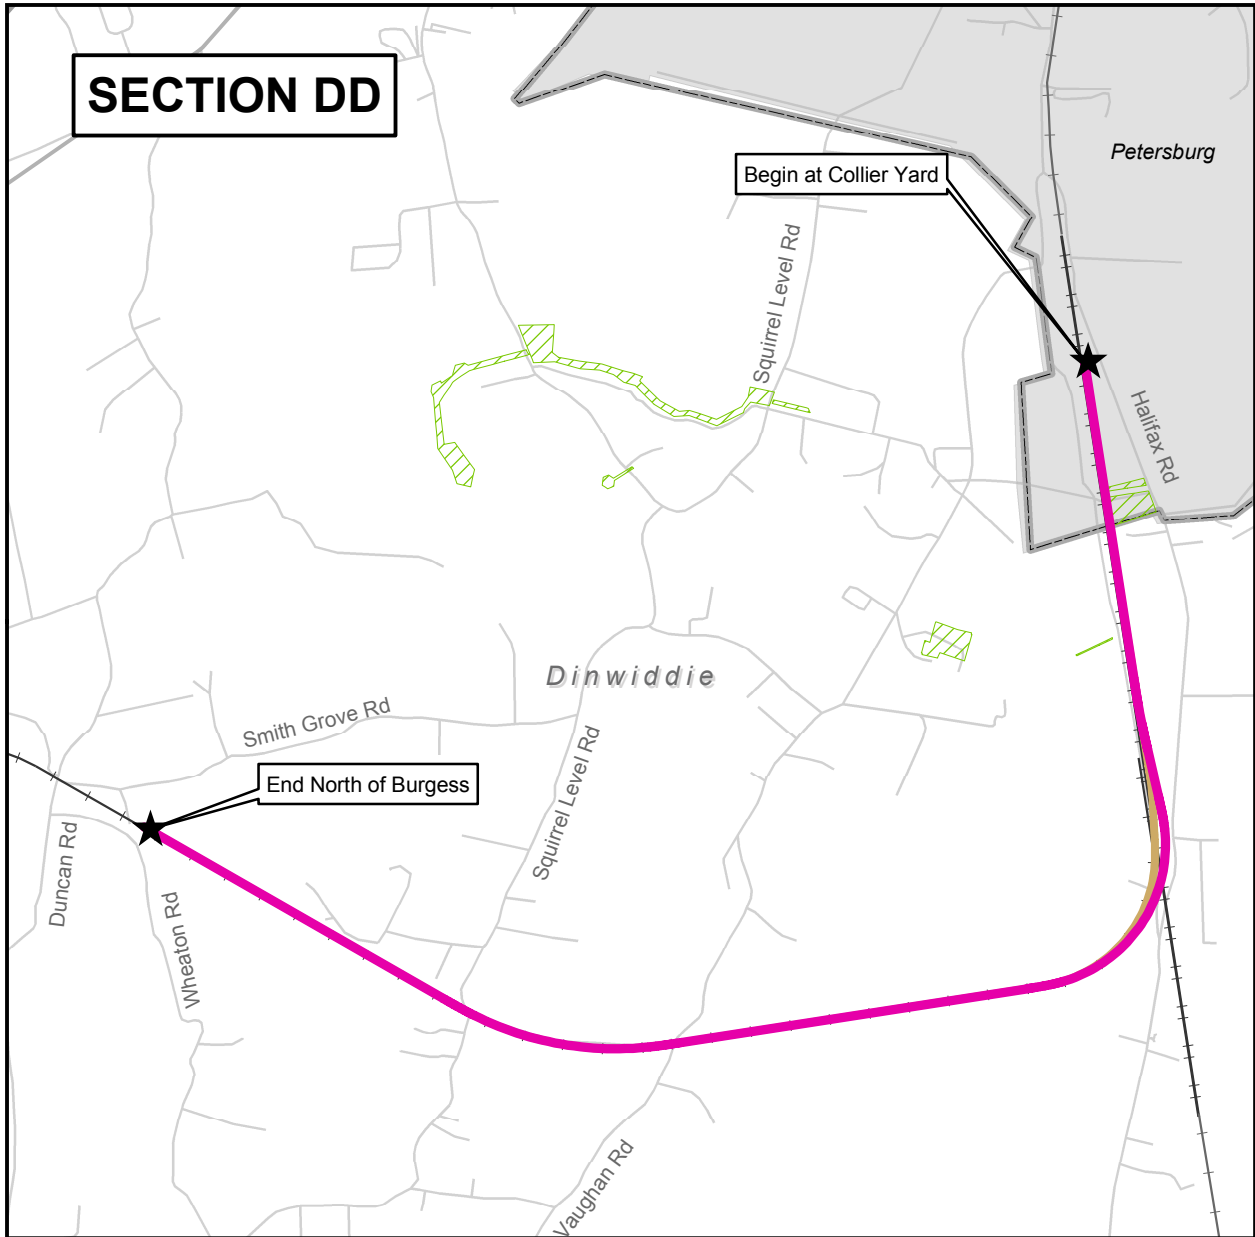 SECTION DD
Petersburg
Begin at Collier Yard
Squirrel Level Rd
Halifax Rd
Dinwiddie
Smith Grove Rd
Squirrel Level Rd
End North of Burgess
Duncan Rd
Wheaton Rd
Vaughan Rd